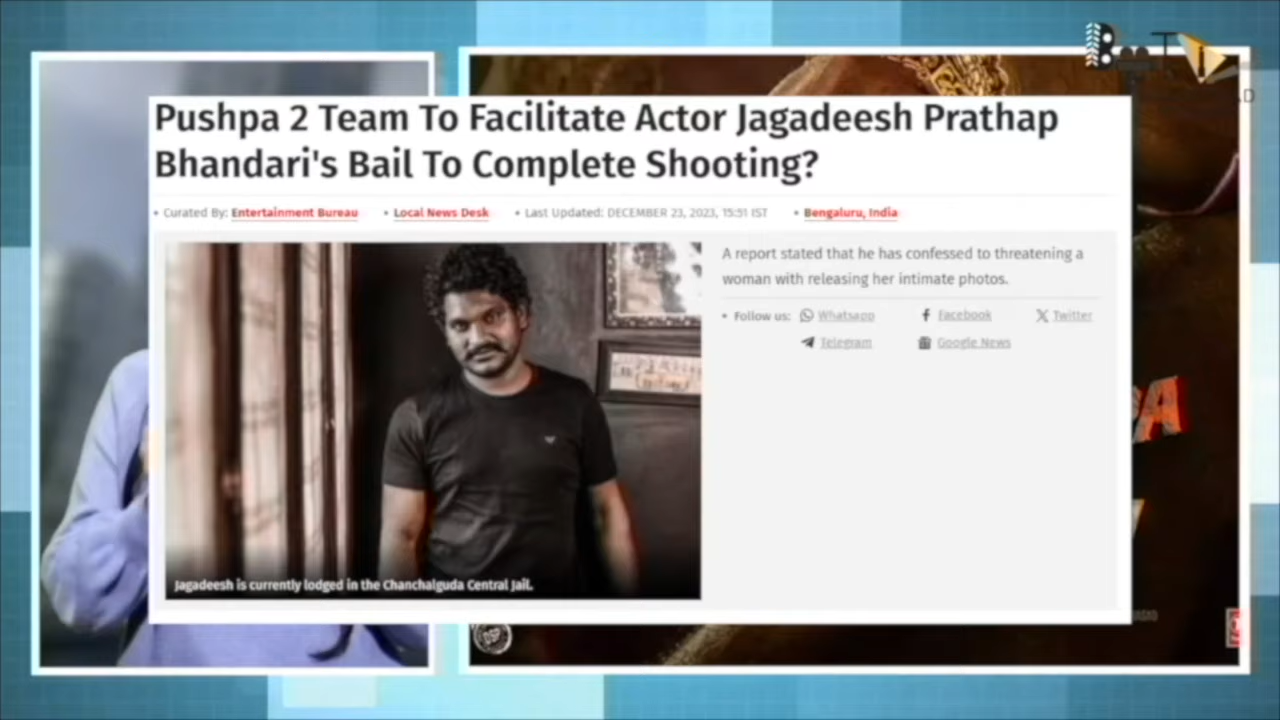 Pushpa 2 Team To Facilitate Actor Jagadeesh Prathap
Bhandari's Bail To Complete Shooting?
• Curated By: Entertainment Bureau • Local News Desk • Last Updated: DECEMBER 23, 2023, 15:51 IST • Bengaluru, India
A report stated that he has confessed to threatening a
woman with releasing her intimate photos.
• Follow us: Whatsapp Facebook Twitter
Telegram Google News
Jagadeesh is currently lodged in the Chanchalguda Central Jail.